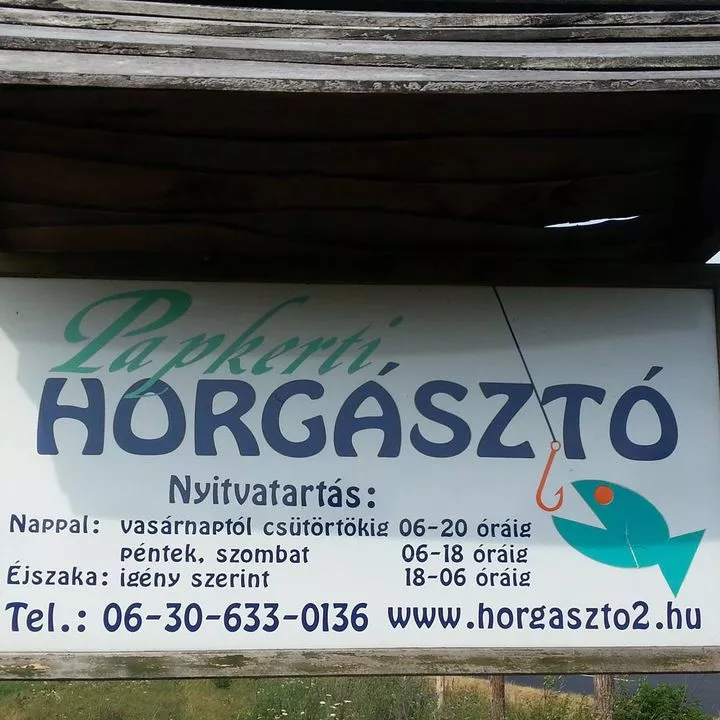 Papkerti
HORGÁSZTÓ
Nyitvatartás:
Nappal: vasárnaptól csütörtökig 06-20 óráig
péntek, szombat 06-18 óráig
Éjszaka: igény szerint 18-06 óráig
Tel.: 06-30-633-0136 www.horgaszto2.hu